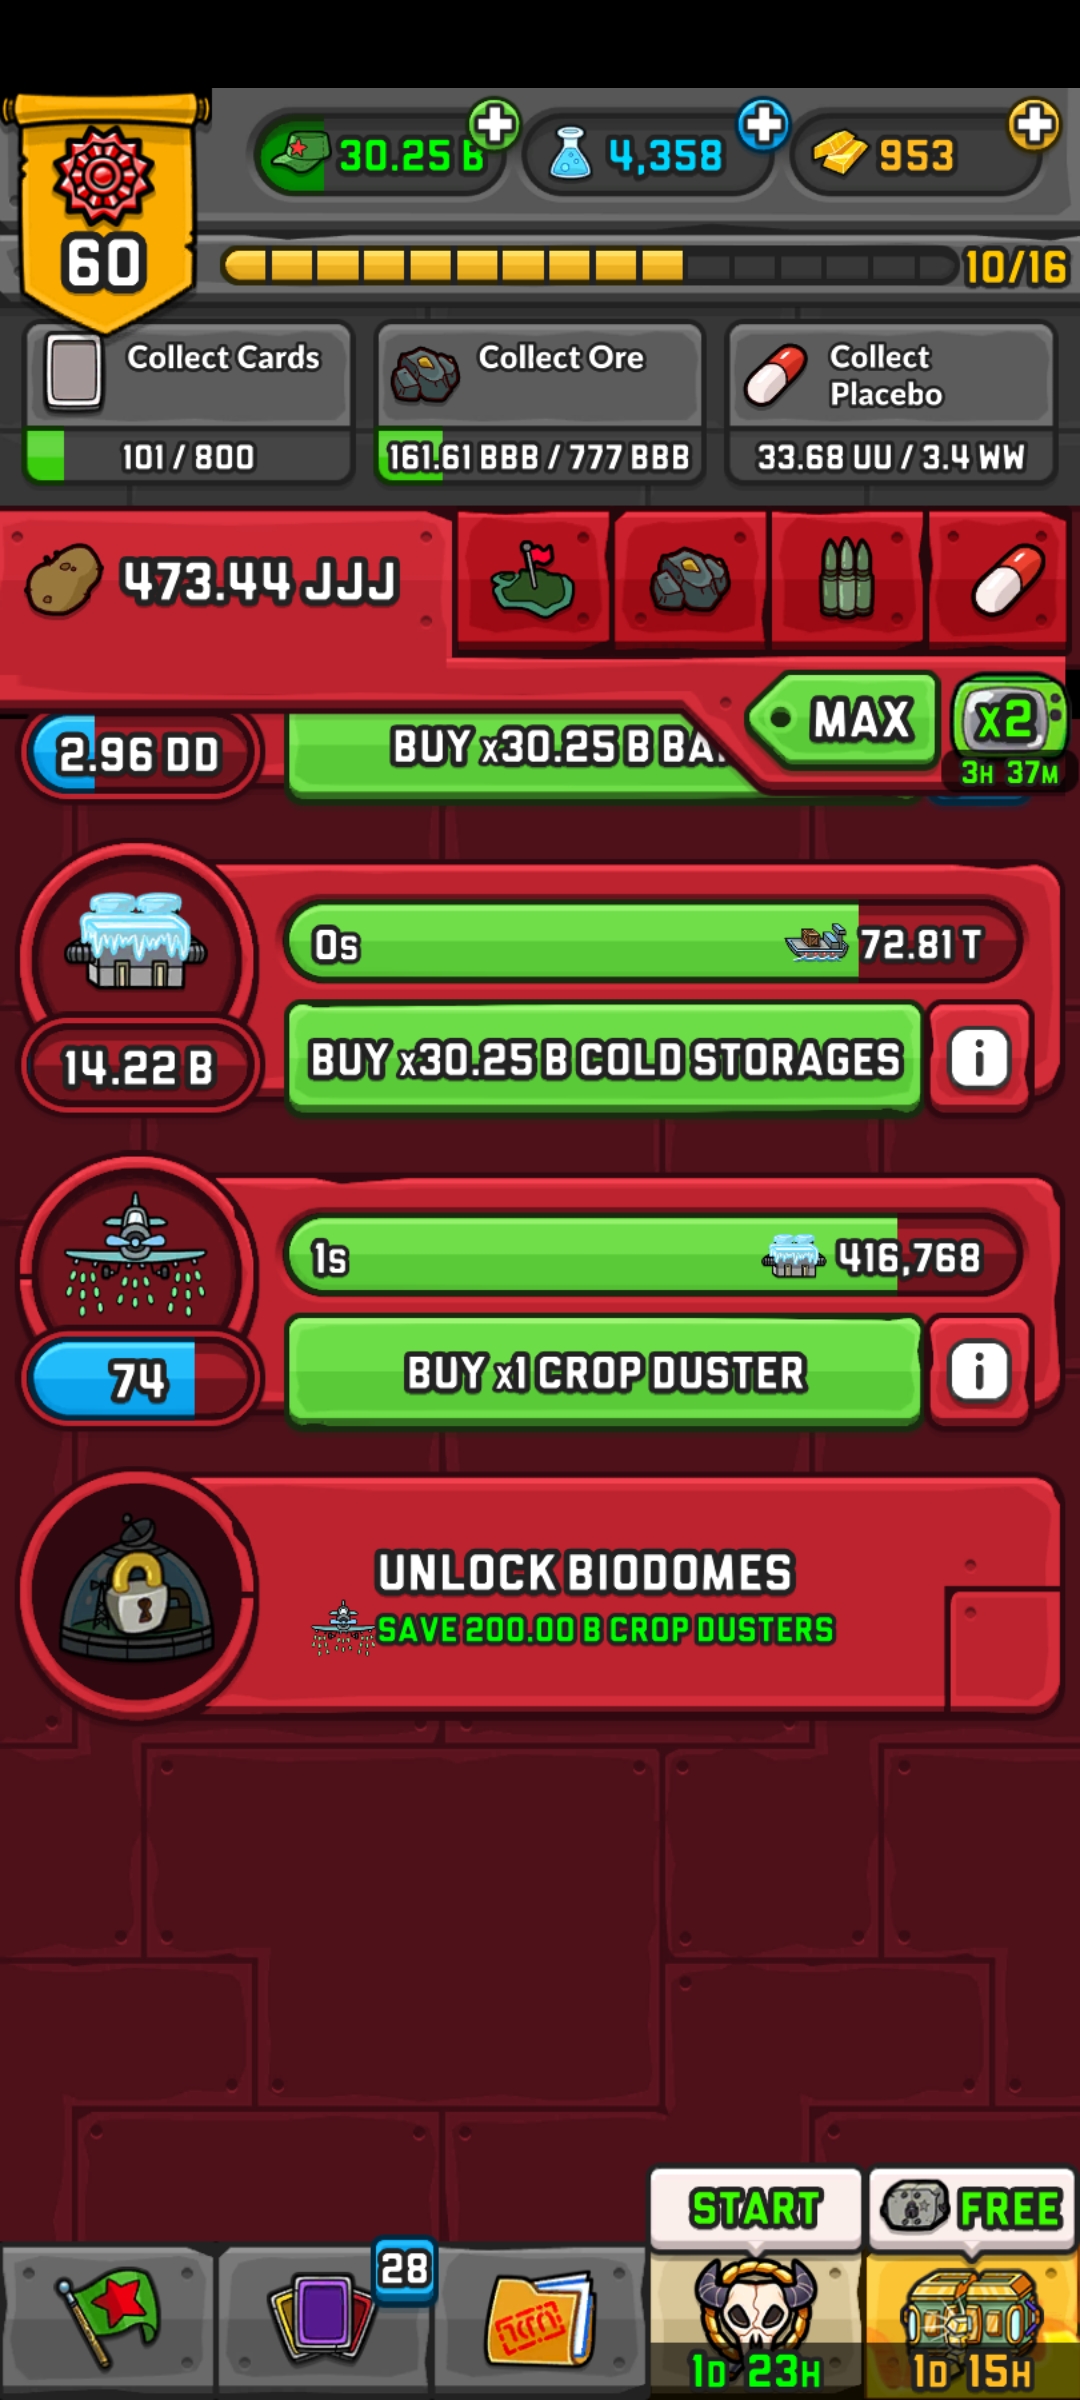 30.25 B
4,358
953
60
10/16
Collect Cards
101 / 800
Collect Ore
161.61 BBB / 777 BBB
Collect
Placebo
33.68 UU / 3.4 WW
473.44 JJJ
MAX
x2
3H 37M
2.96 DD
BUY x30.25 B
0s
72.81 T
14.22 B
BUY x30.25 B COLD STORAGES
i
1s
416,768
74
BUY x1 CROP DUSTER
i
UNLOCK BIODOMES
SAVE 200.00 B CROP DUSTERS
START
FREE
28
1D 23H
1D 15H